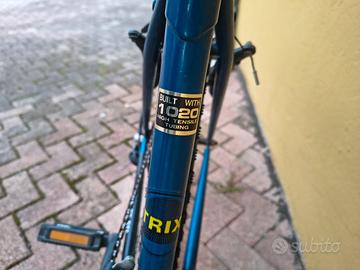 BUILT WITH
1020
HIGH TENSILE
TUBING
TRIX
subito